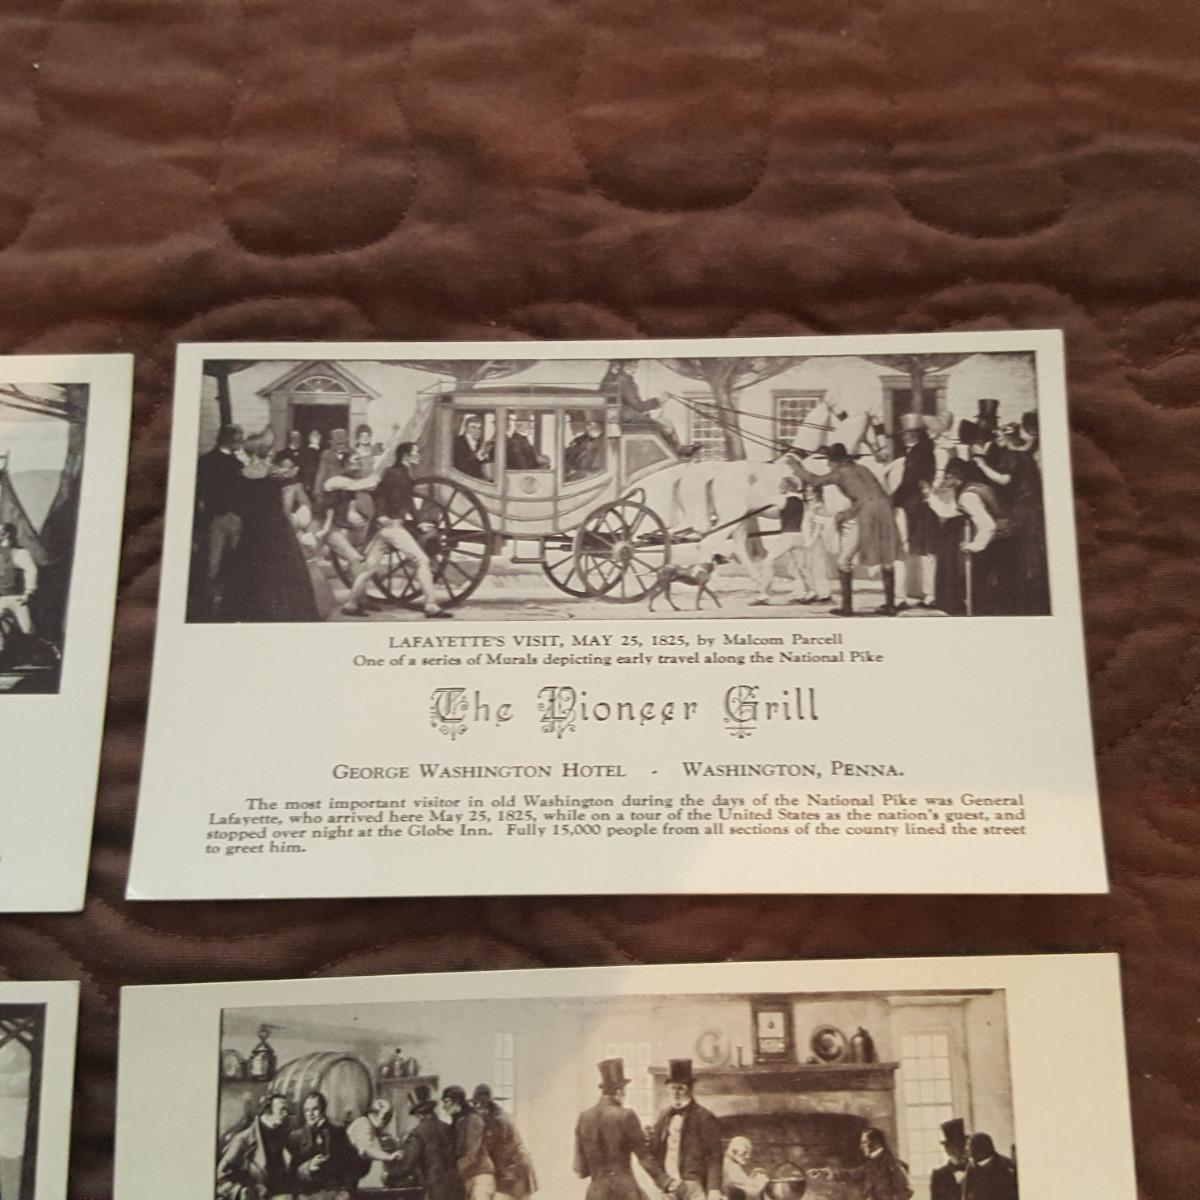 LAFAYETTE'S VISIT, MAY 25, 1825, by Malcom Parcell
One of a series of Murals depicting early travel along the National Pike
The Pioneer Grill
GEORGE WASHINGTON HOTEL - WASHINGTON, PENNA.
The most important visitor in old Washington during the days of the National Pike was General
Lafayette, who arrived here May 25, 1825, while on a tour of the United States as the nation's guest, and
stopped over night at the Globe Inn. Fully 15,000 people from all sections of the county lined the street
to greet him.